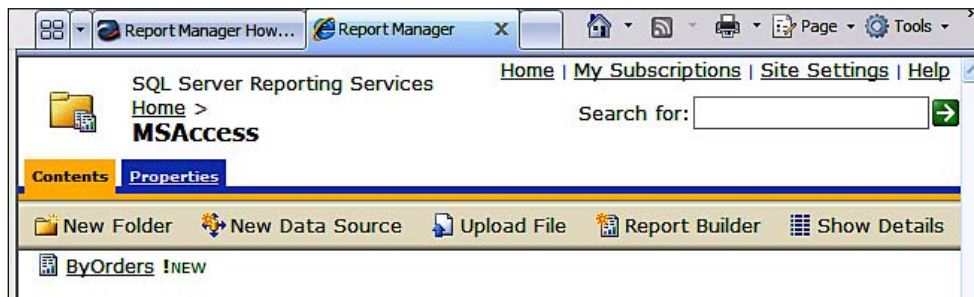 Report Manager How... Report Manager X Page Tools
Home | My Subscriptions | Site Settings | Help
SQL Server Reporting Services
Home >
Search for:
MSAccess
Contents Properties
New Folder New Data Source Upload File Report Builder Show Details
ByOrders !NEW